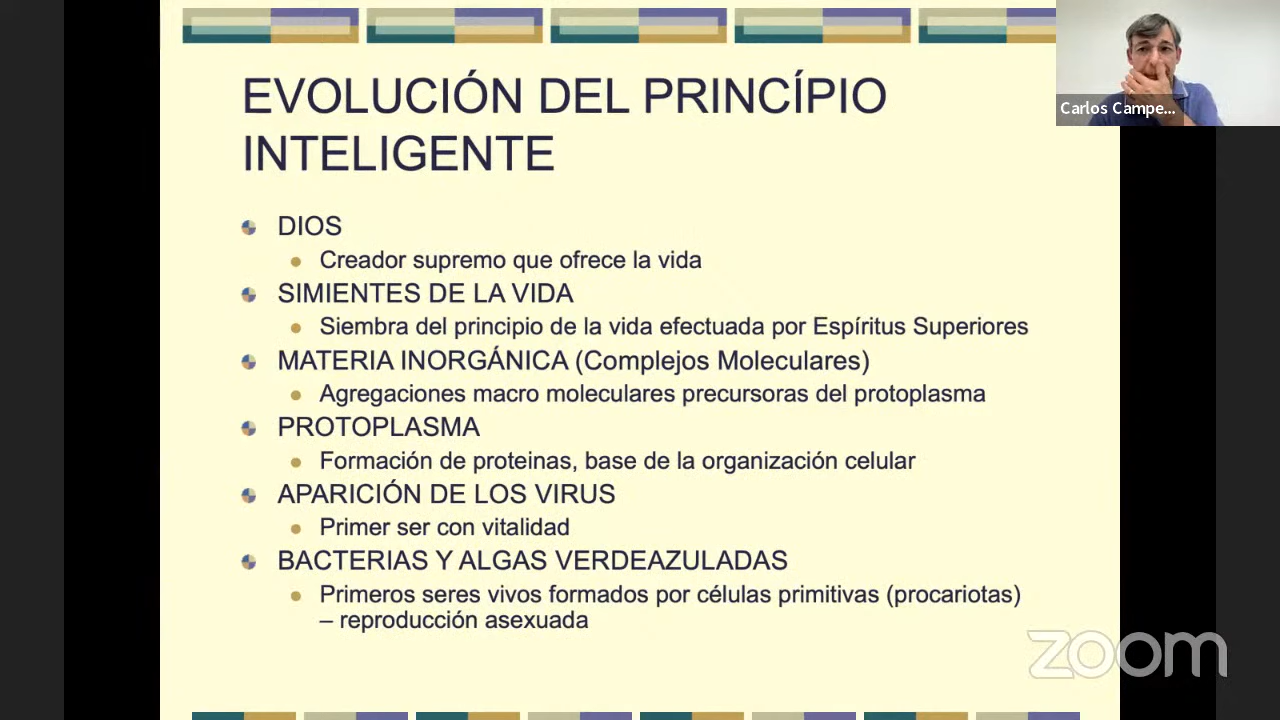 EVOLUCIÓN DEL PRINCÍPIO
INTELIGENTE
DIOS
Creador supremo que ofrece la vida
SIMIENTES DE LA VIDA
Siembra del principio de la vida efectuada por Espíritus Superiores
MATERIA INORGÁNICA (Complejos Moleculares)
Agregaciones macro moleculares precursoras del protoplasma
PROTOPLASMA
Formación de proteinas, base de la organización celular
APARICIÓN DE LOS VIRUS
Primer ser con vitalidad
BACTERIAS Y ALGAS VERDEAZULADAS
Primeros seres vivos formados por células primitivas (procariotas)
– reproducción asexuada
Carlos Campe...
zoom